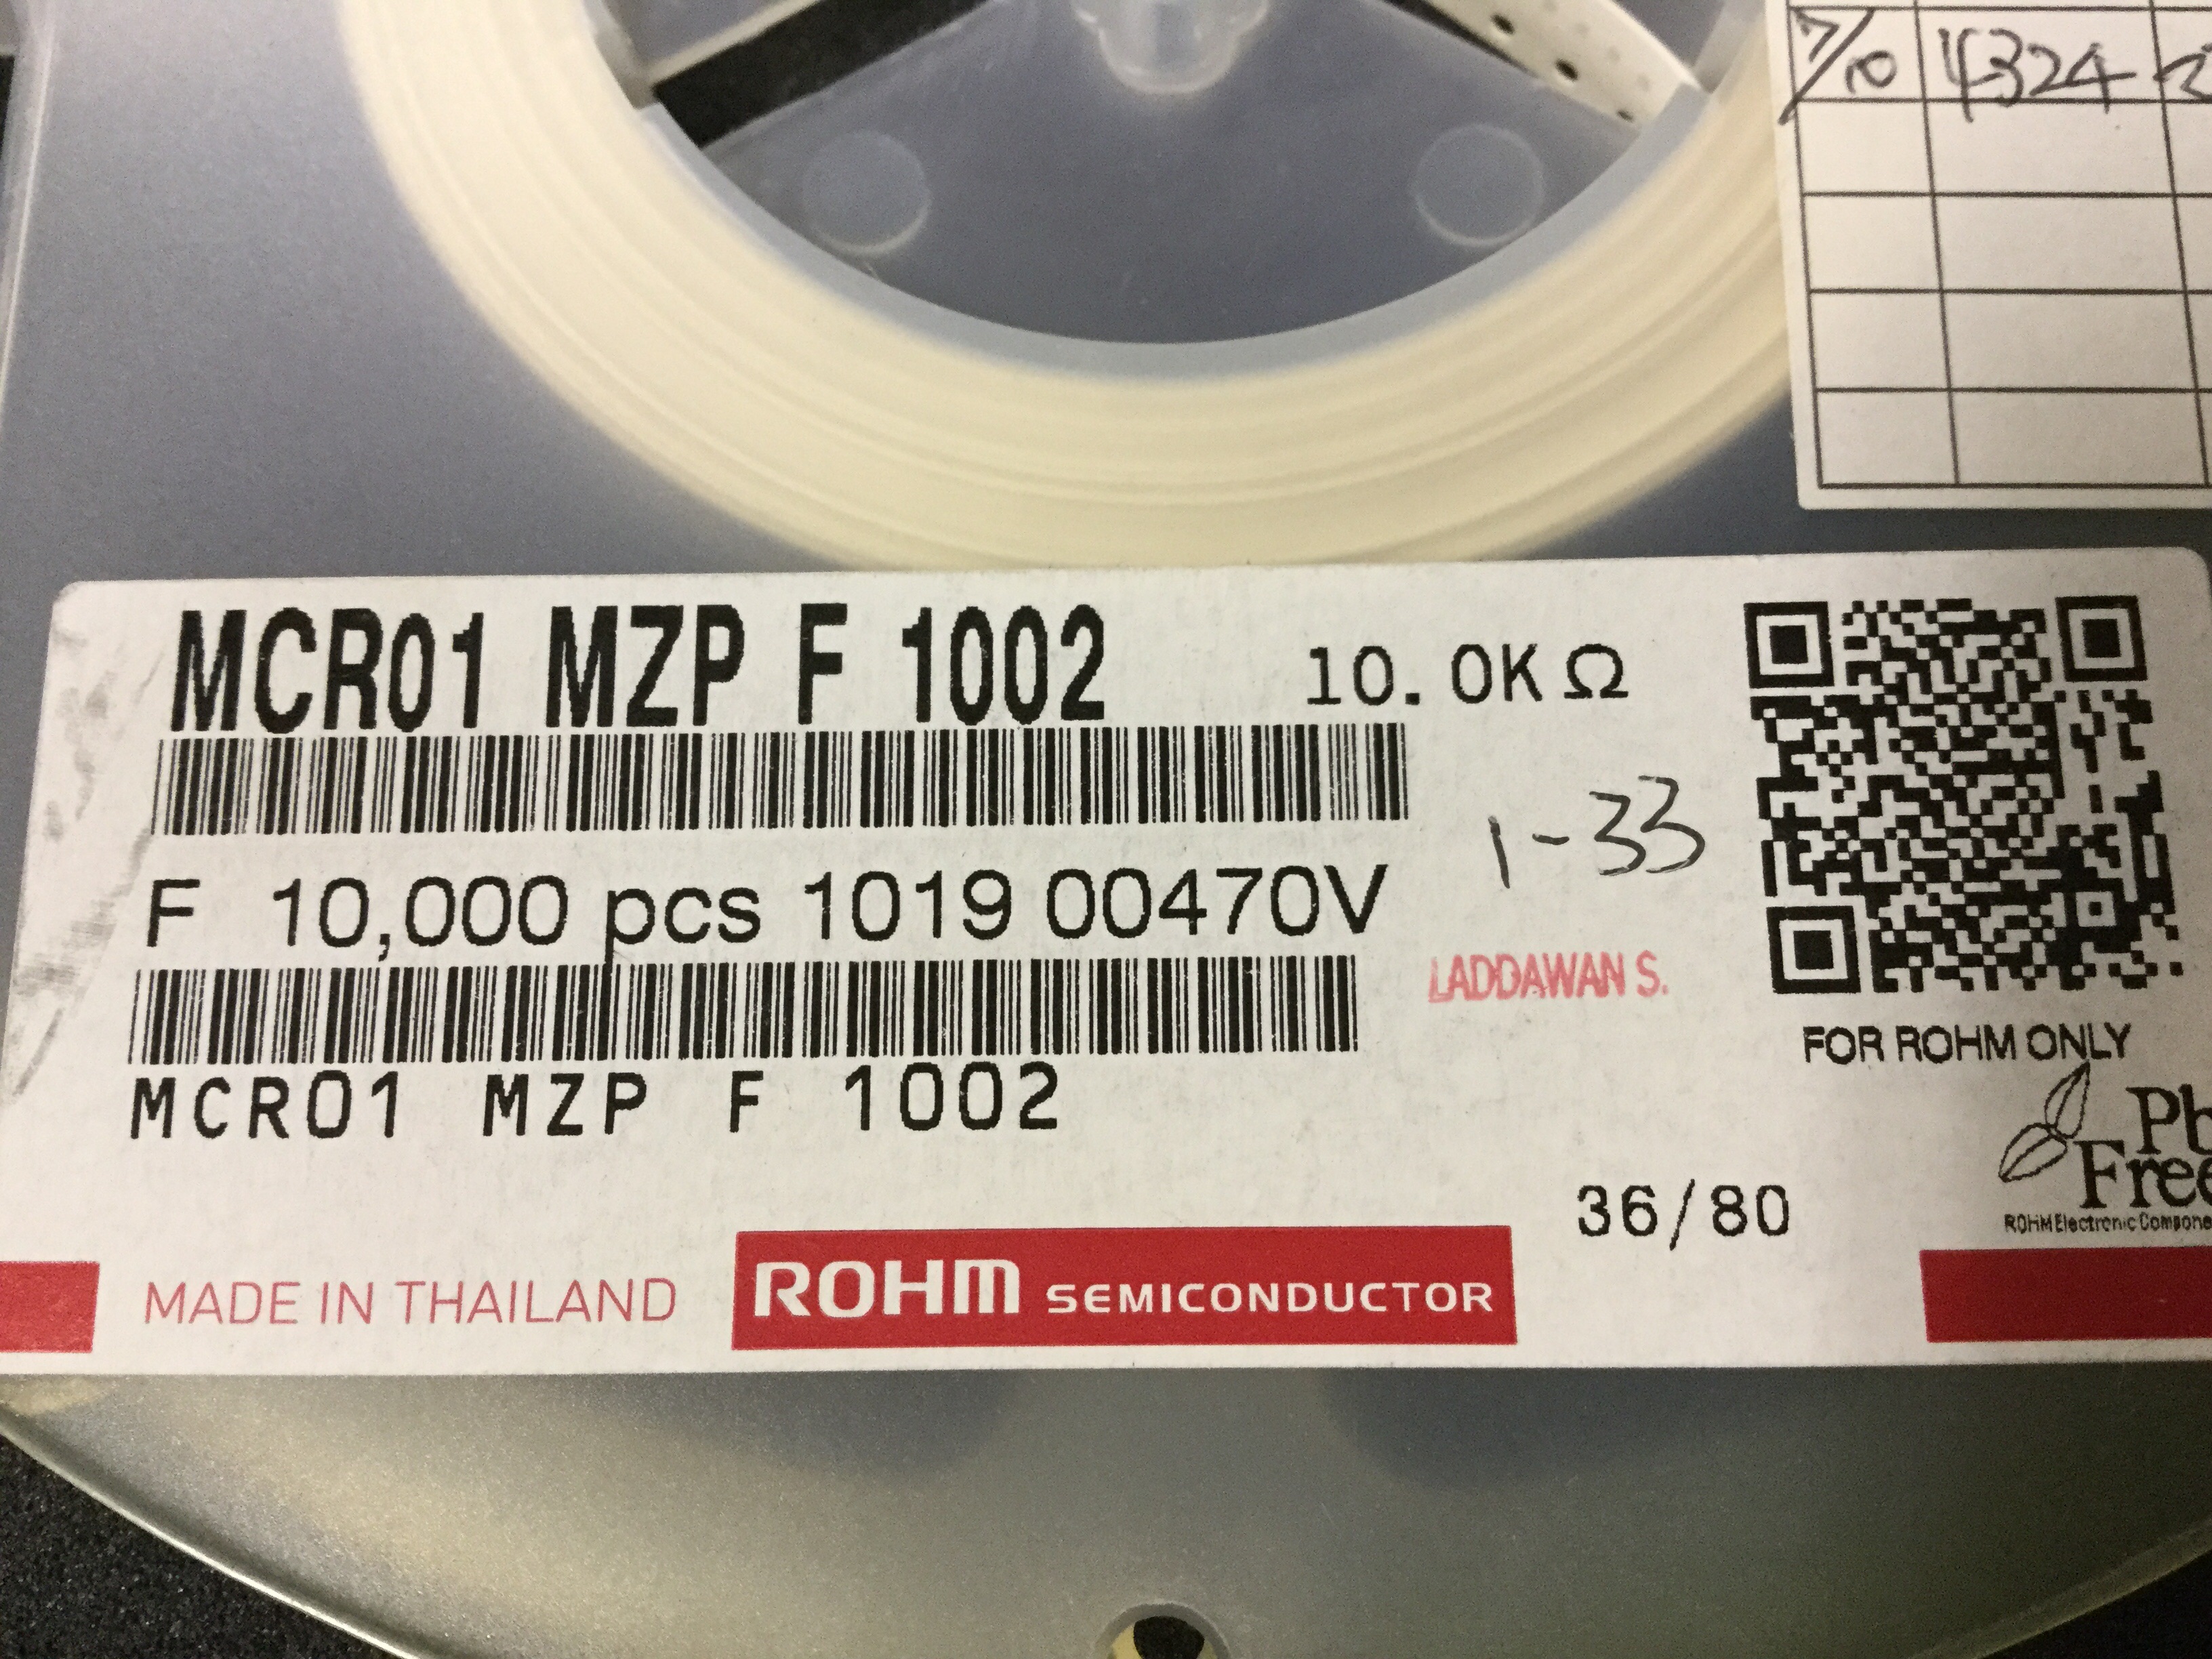 7/10 4324
MCR01 MZP F 1002 10.0KΩ
1-33
F 10,000 pcs 1019 00470V
LADDAWAN S.
FOR ROHM ONLY
MCR01 MZP F 1002
Pb
Free
ROHM Electronic Compone
36/80
MADE IN THAILAND ROHM SEMICONDUCTOR